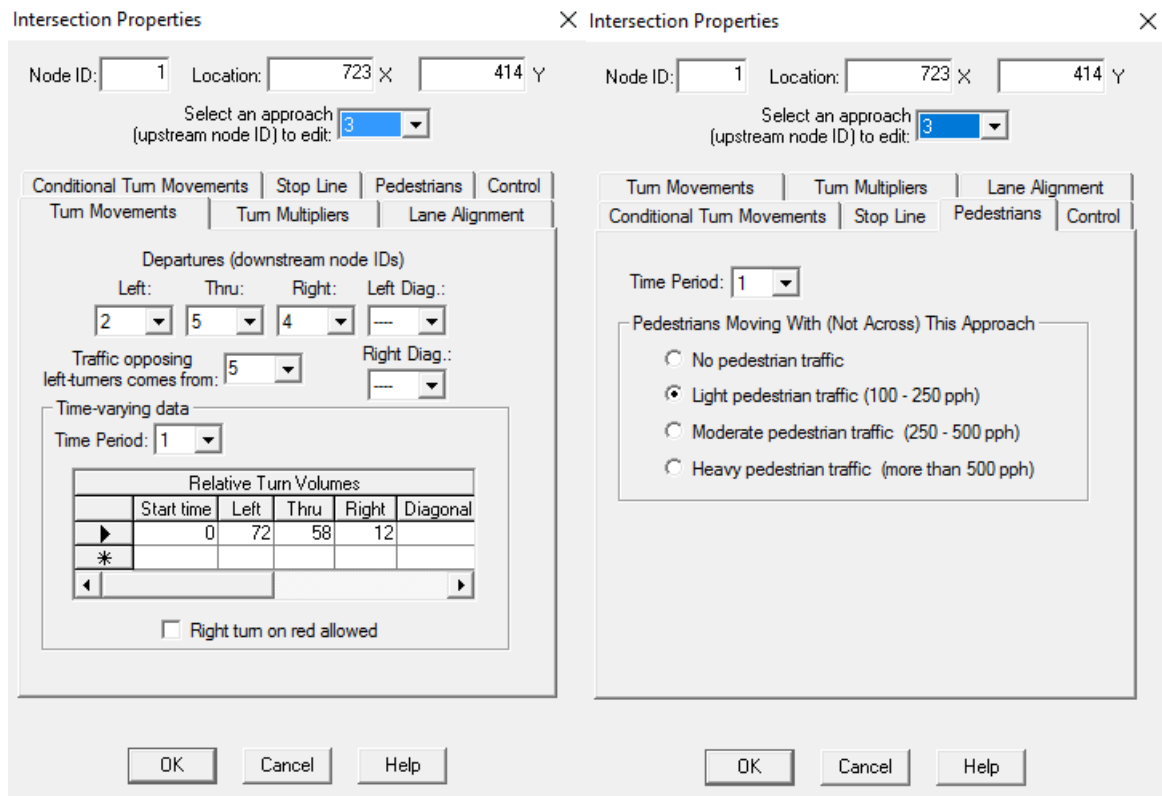 Intersection Properties
Node ID: 1 Location: 723 X 414 Y
Select an approach
(upstream node ID) to edit: 3
Conditional Turn Movements Stop Line Pedestrians Control
Turn Movements Turn Multipliers Lane Alignment
Departures (downstream node IDs)
Left: Thru: Right: Left Diag.:
2 5 4 ----
Traffic opposing
left-turners comes from: 5
Right Diag.:
----
Time-varying data
Time Period: 1
Relative Turn Volumes
Start time Left Thru Right Diagonal
0 72 58 12
Right turn on red allowed
OK Cancel Help
Intersection Properties
Node ID: 1 Location: 723 X 414 Y
Select an approach
(upstream node ID) to edit: 3
Turn Movements Turn Multipliers Lane Alignment
Conditional Turn Movements Stop Line Pedestrians Control
Time Period: 1
Pedestrians Moving With (Not Across) This Approach
No pedestrian traffic
Light pedestrian traffic (100 - 250 pph)
Moderate pedestrian traffic (250 - 500 pph)
Heavy pedestrian traffic (more than 500 pph)
OK Cancel Help